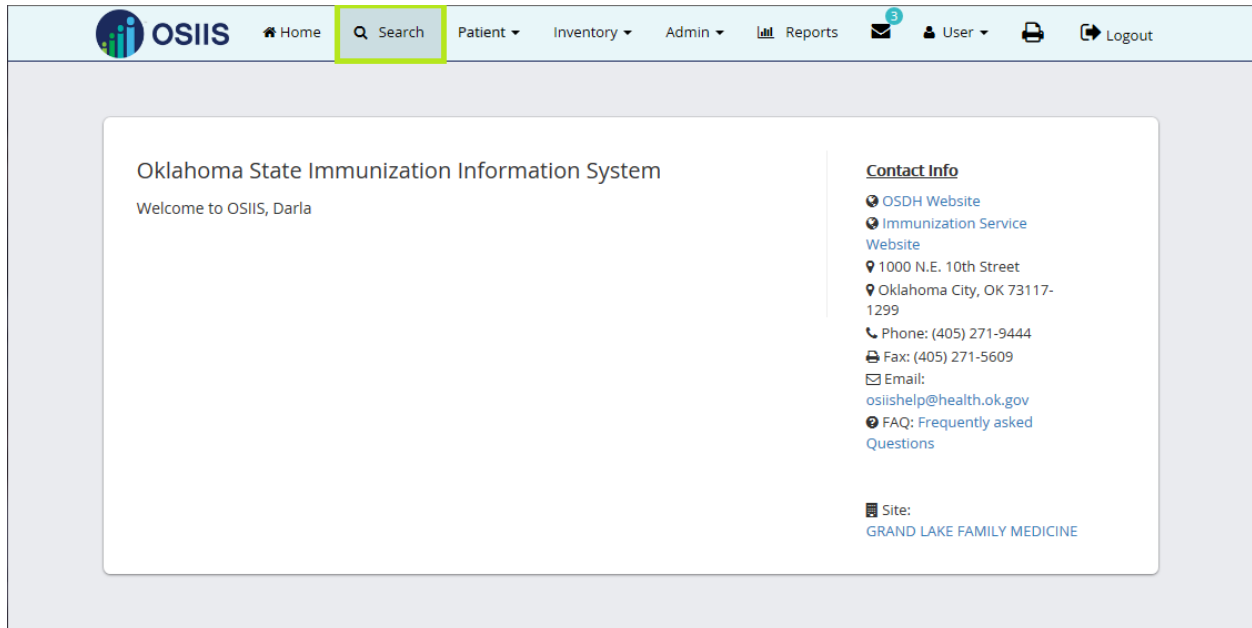 OSIIS Home Search Patient Inventory Admin Reports 3 User Logout
Oklahoma State Immunization Information System
Welcome to OSIIS, Darla
Contact Info
OSDH Website
Immunization Service
Website
1000 N.E. 10th Street
Oklahoma City, OK 73117-
1299
Phone: (405) 271-9444
Fax: (405) 271-5609
Email:
osiishelp@health.ok.gov
FAQ: Frequently asked
Questions
Site:
GRAND LAKE FAMILY MEDICINE